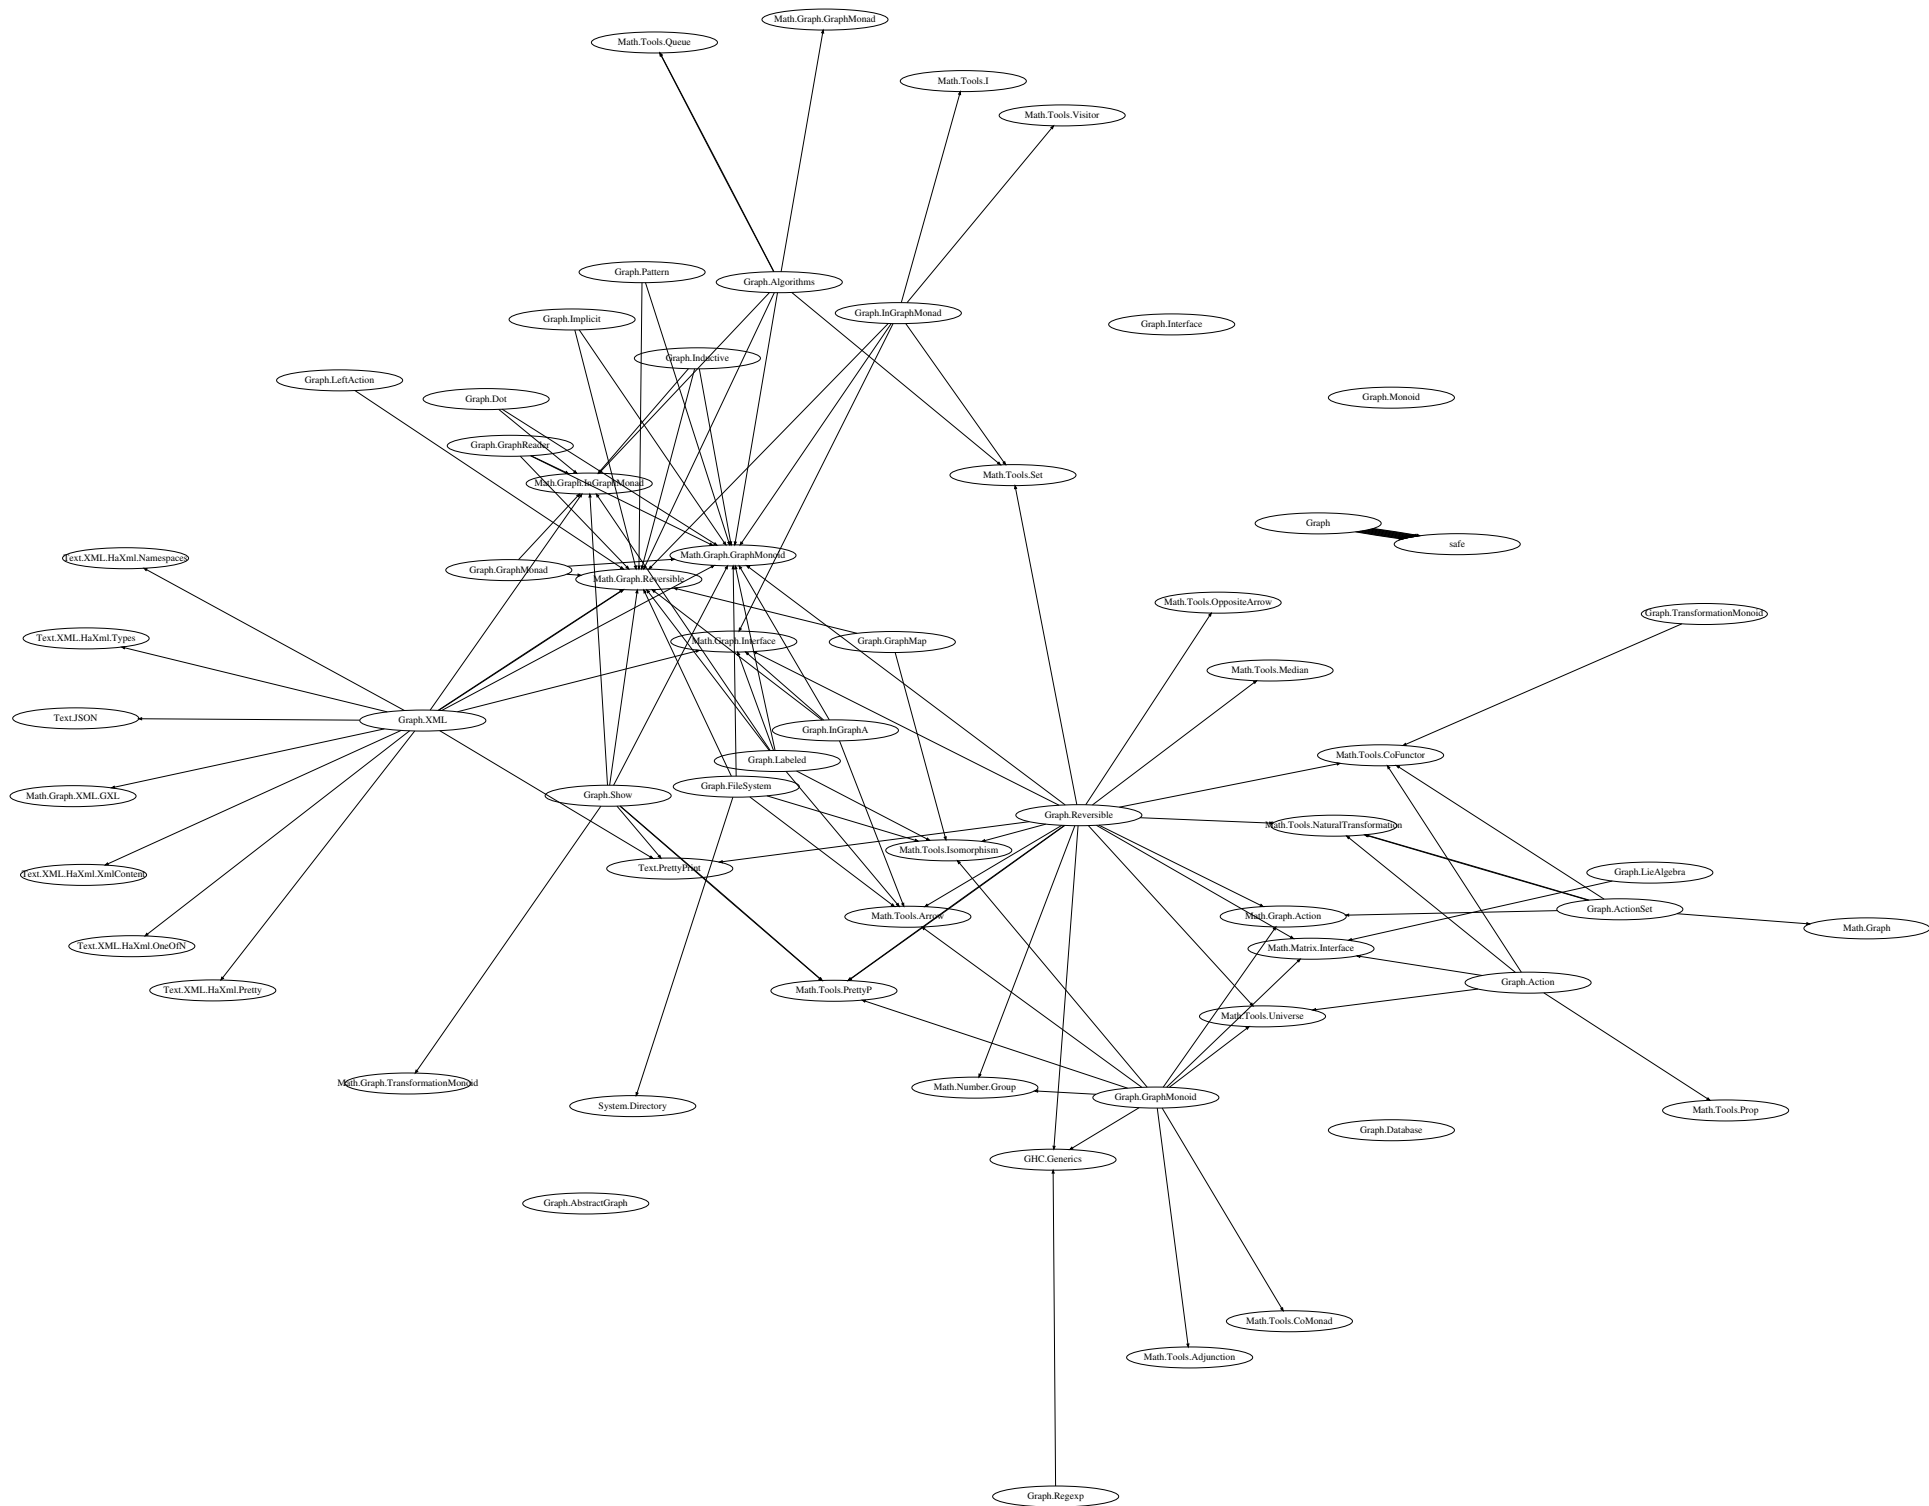 Math.Graph.GraphMonad
Math.Tools.Queue
Math.Tools.I
Math.Tools.Visitor
Graph.Pattern
Graph.Algorithms
Graph.InGraphMonad
Graph.Implicit
Graph.Interface
Graph.Inductive
Graph.LeftAction
Graph.Dot
Graph.Monoid
Graph.GraphReader
Math.Tools.Set
Math.Graph.InGraphMonad
Graph
safe
Text.XML.HaXml.Namespaces
Math.Graph.GraphMonoid
Graph.GraphMonad
Math.Graph.Reversible
Math.Tools.OppositeArrow
Graph.TransformationMonoid
Text.XML.HaXml.Types
Math.Graph.Interface
Graph.GraphMap
Math.Tools.Median
Text.JSON
Graph.XML
Graph.InGraphA
Math.Tools.CoFunctor
Graph.Labeled
Graph.FileSystem
Math.Graph.XML.GXL
Graph.Show
Graph.Reversible
Math.Tools.NaturalTransformation
Math.Tools.Isomorphism
Text.PrettyPrint
Graph.LieAlgebra
Text.XML.HaXml.XmlContent
Graph.ActionSet
Math.Tools.Arrow
Math.Graph.Action
Math.Graph
Text.XML.HaXml.OneOfN
Math.Matrix.Interface
Graph.Action
Text.XML.HaXml.Pretty
Math.Tools.PrettyP
Math.Tools.Universe
Math.Graph.TransformationMonoid
Math.Number.Group
Graph.GraphMonoid
System.Directory
Math.Tools.Prop
Graph.Database
GHC.Generics
Graph.AbstractGraph
Math.Tools.CoMonad
Math.Tools.Adjunction
Graph.Regexp